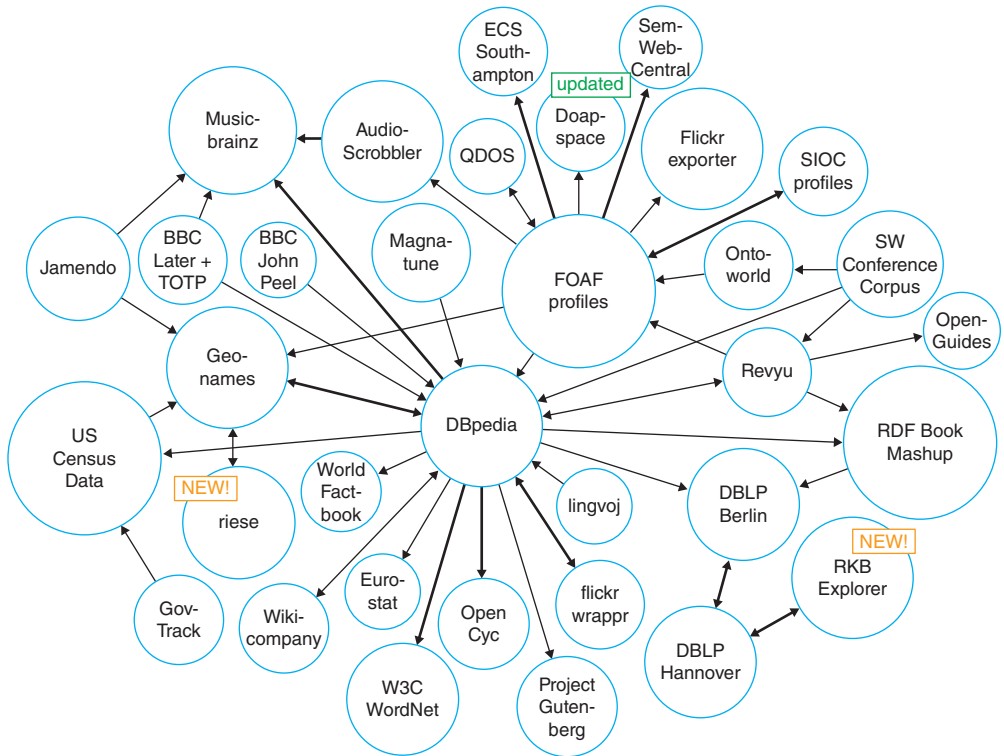 ECS
South-
ampton
Sem-
Web-
Central
updated
Doap-
space
Music-
brainz
Audio-
Scrobbler
QDOS
Flickr
exporter
SIOC
profiles
Jamendo
BBC
Later +
TOTP
BBC
John
Peel
Magna-
tune
FOAF
profiles
Onto-
world
SW
Conference
Corpus
Open-
Guides
Geo-
names
Revyu
DBpedia
US
Census
Data
RDF Book
Mashup
NEW!
riese
World
Fact-
book
lingvoj
DBLP
Berlin
NEW!
RKB
Explorer
Gov-
Track
Wiki-
company
Euro-
stat
Open
Cyc
flickr
wrappr
DBLP
Hannover
W3C
WordNet
Project
Guten-
berg